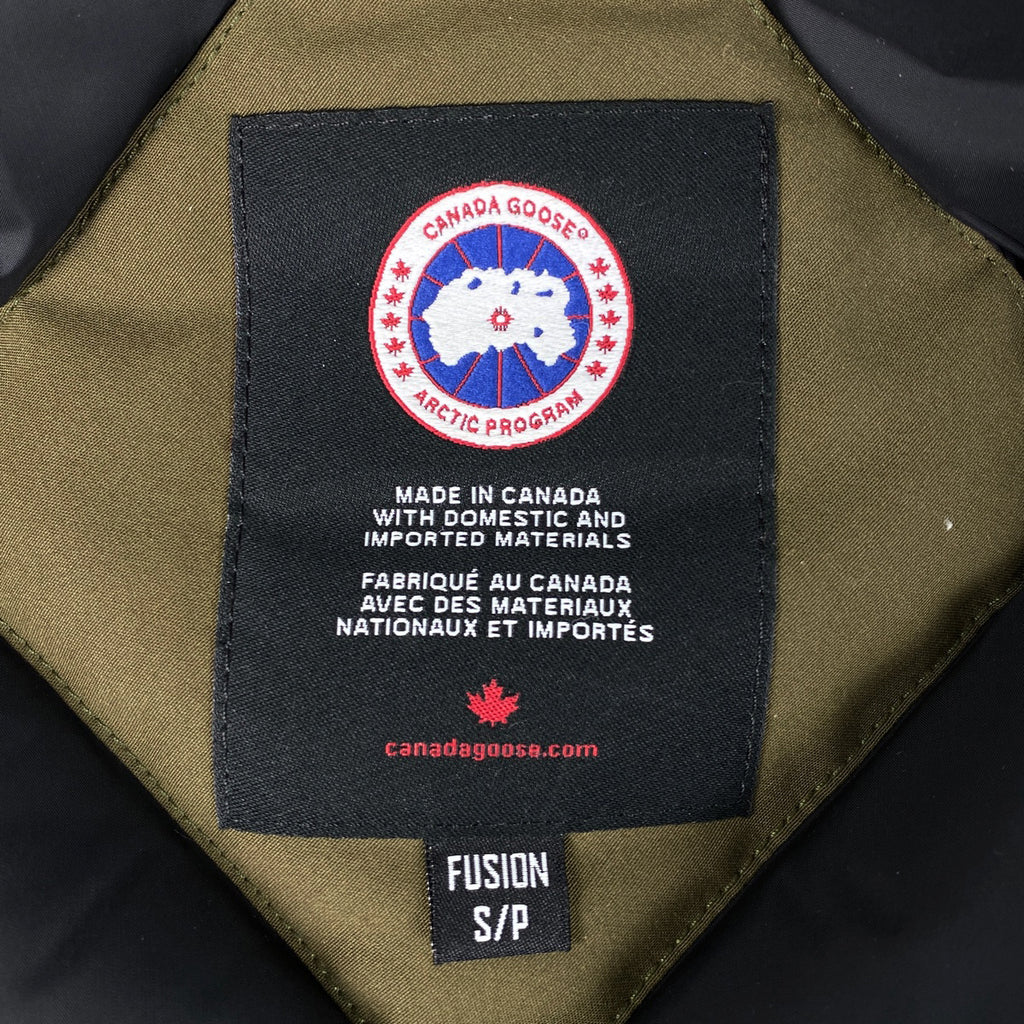 CANADA GOOSE®
ARCTIC PROGRAM
MADE IN CANADA
WITH DOMESTIC AND
IMPORTED MATERIALS
FABRIQUÉ AU CANADA
AVEC DES MATERIAUX
NATIONAUX ET IMPORTÉS
canadagoose.com
FUSION
S/P